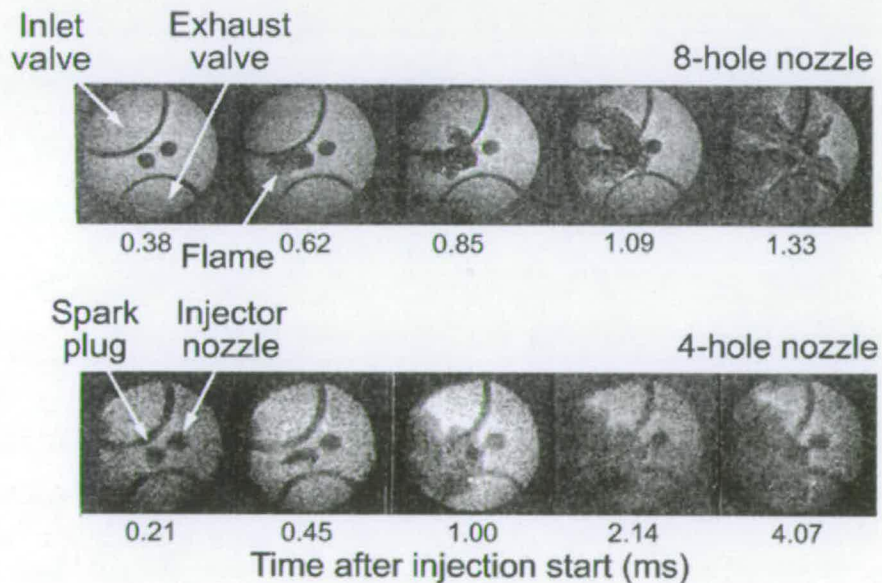 Inlet valve
Exhaust valve
8-hole nozzle
Flame
0.38 0.62 0.85 1.09 1.33
Spark plug
Injector nozzle
4-hole nozzle
0.21 0.45 1.00 2.14 4.07
Time after injection start (ms)